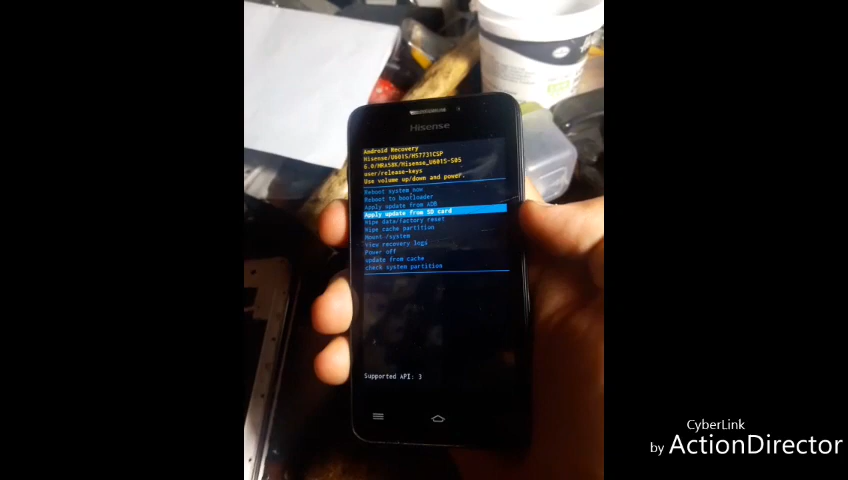 Hisense
Android Recovery
Hisense/U601S/HS7731CSP
6.0/MRA58K/Hisense_U601S-S05
user/release-keys
Use volume up/down and power.
Reboot system now
Reboot to bootloader
Apply update from ADB
Apply update from SD card
Wipe data/factory reset
Wipe cache partition
Mount /system
View recovery logs
Power off
update from cache
check system partition
Supported API: 3
CyberLink
by ActionDirector